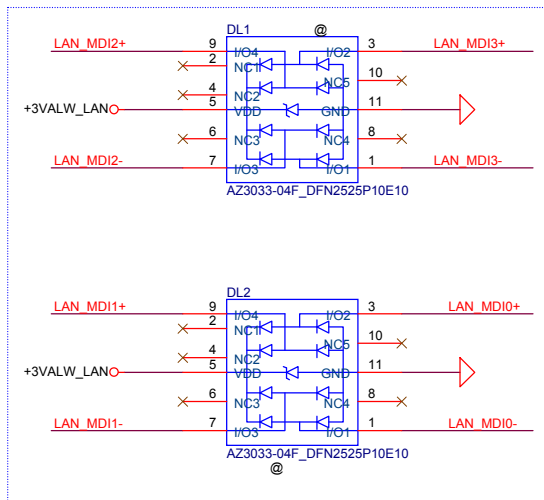 DL1 @
LAN_MDI2+ 9 I/O4 I/O2 3 LAN_MDI3+
2 NC1 NC5 10
4 NC2
+3VALW_LAN 5 VDD GND 11
6 NC3 NC4 8
LAN_MDI2- 7 I/O3 I/O1 1 LAN_MDI3-
AZ3033-04F_DFN2525P10E10
DL2
LAN_MDI1+ 9 I/O4 I/O2 3 LAN_MDI0+
2 NC1 NC5 10
4 NC2
+3VALW_LAN 5 VDD GND 11
6 NC3 NC4 8
LAN_MDI1- 7 I/O3 I/O1 1 LAN_MDI0-
AZ3033-04F_DFN2525P10E10
@